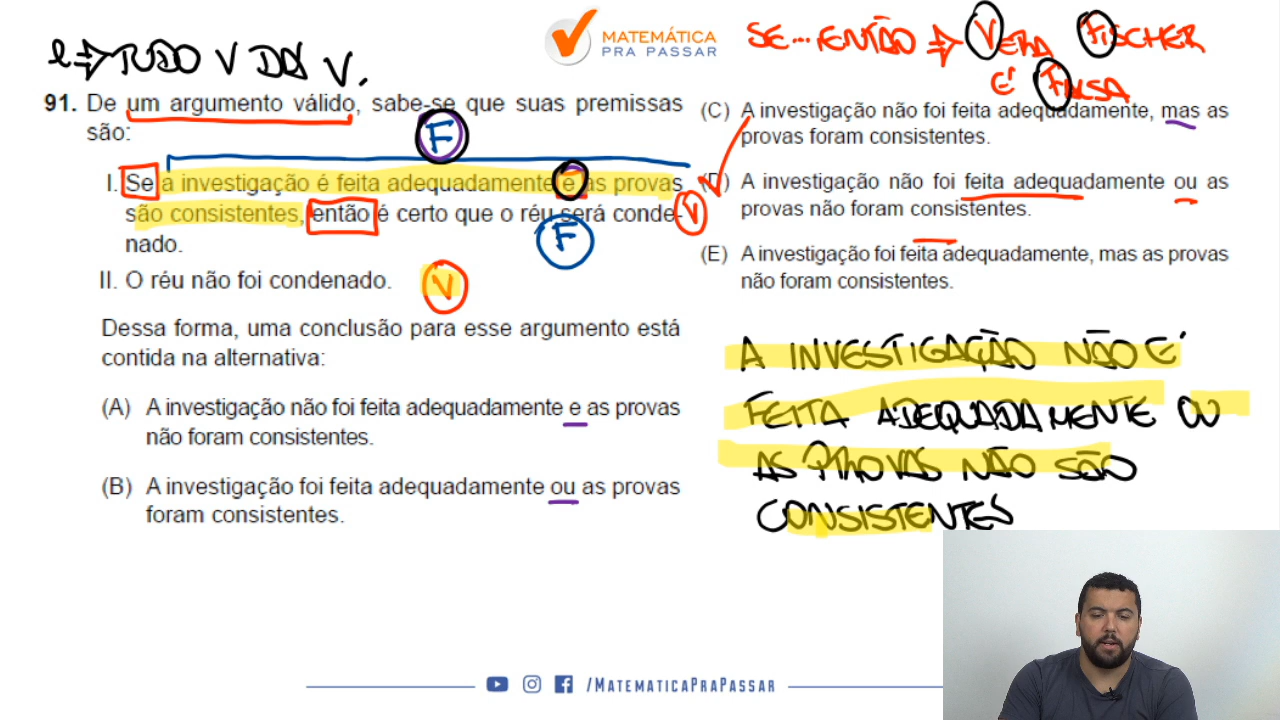 MATEMÁTICA
PRA PASSAR
SE... ENTÃO => VERA FISCHER
É FALSA
e => TUDO V DÁ V.
91. De um argumento válido, sabe-se que suas premissas
são:
F
I. Se a investigação é feita adequadamente e as provas
são consistentes, então é certo que o réu será conde-
nado.
V
F
II. O réu não foi condenado.
V
Dessa forma, uma conclusão para esse argumento está
contida na alternativa:
(A) A investigação não foi feita adequadamente e as provas
não foram consistentes.
(B) A investigação foi feita adequadamente ou as provas
foram consistentes.
(C) A investigação não foi feita adequadamente, mas as
provas foram consistentes.
(D) A investigação não foi feita adequadamente ou as
provas não foram consistentes.
(E) A investigação foi feita adequadamente, mas as provas
não foram consistentes.
A INVESTIGAÇÃO NÃO É
FEITA ADEQUADAMENTE OU
AS PROVAS NÃO SÃO
CONSISTENTES
/MATEMATICAPRAPASSAR